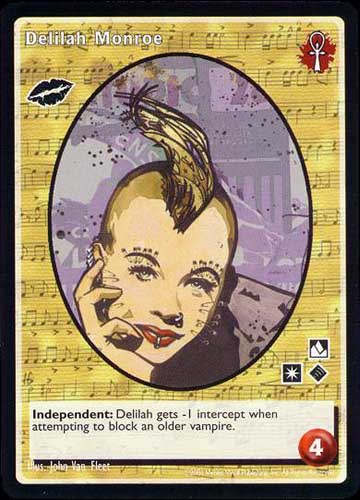 Delilah Monroe
Independent: Delilah gets -1 intercept when
attempting to block an older vampire.
4
Illus. John Van Fleet